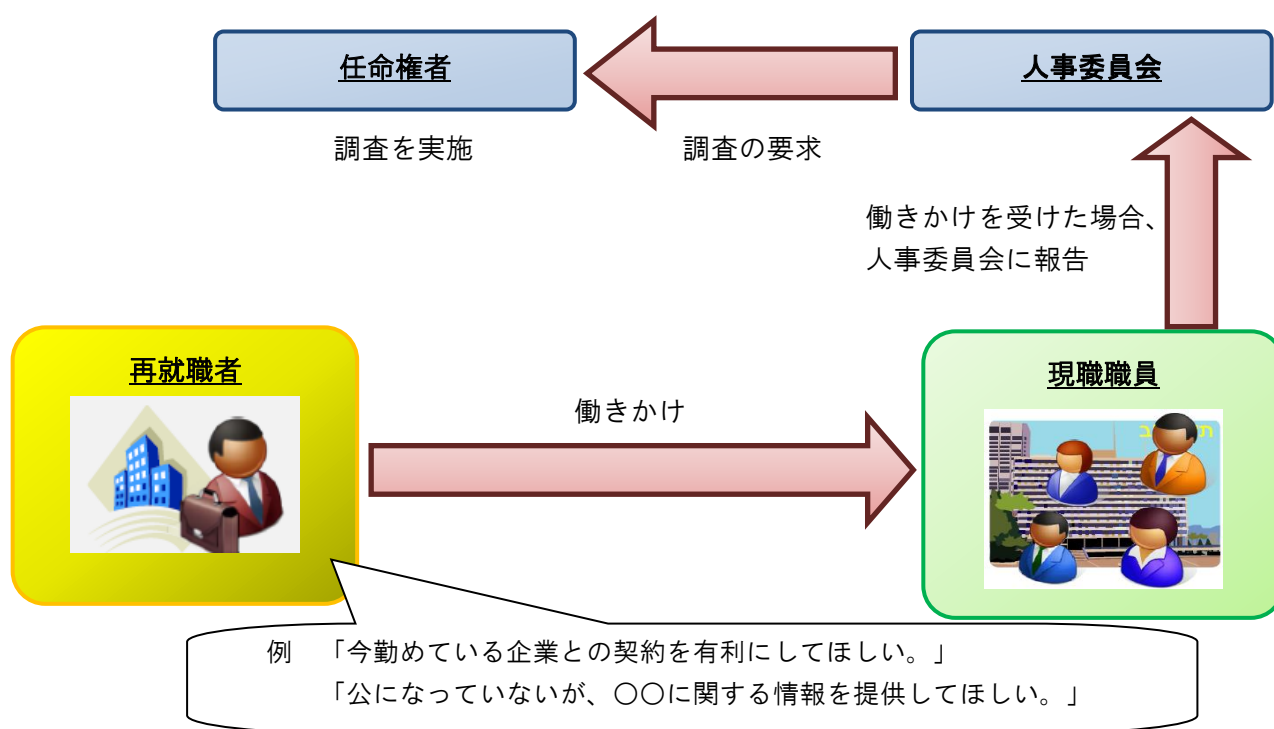 任命権者
人事委員会
調査を実施
調査の要求
働きかけを受けた場合、
人事委員会に報告
再就職者
現職職員
働きかけ
例 「今勤めている企業との契約を有利にしてほしい。」
「公になっていないが、〇〇に関する情報を提供してほしい。」